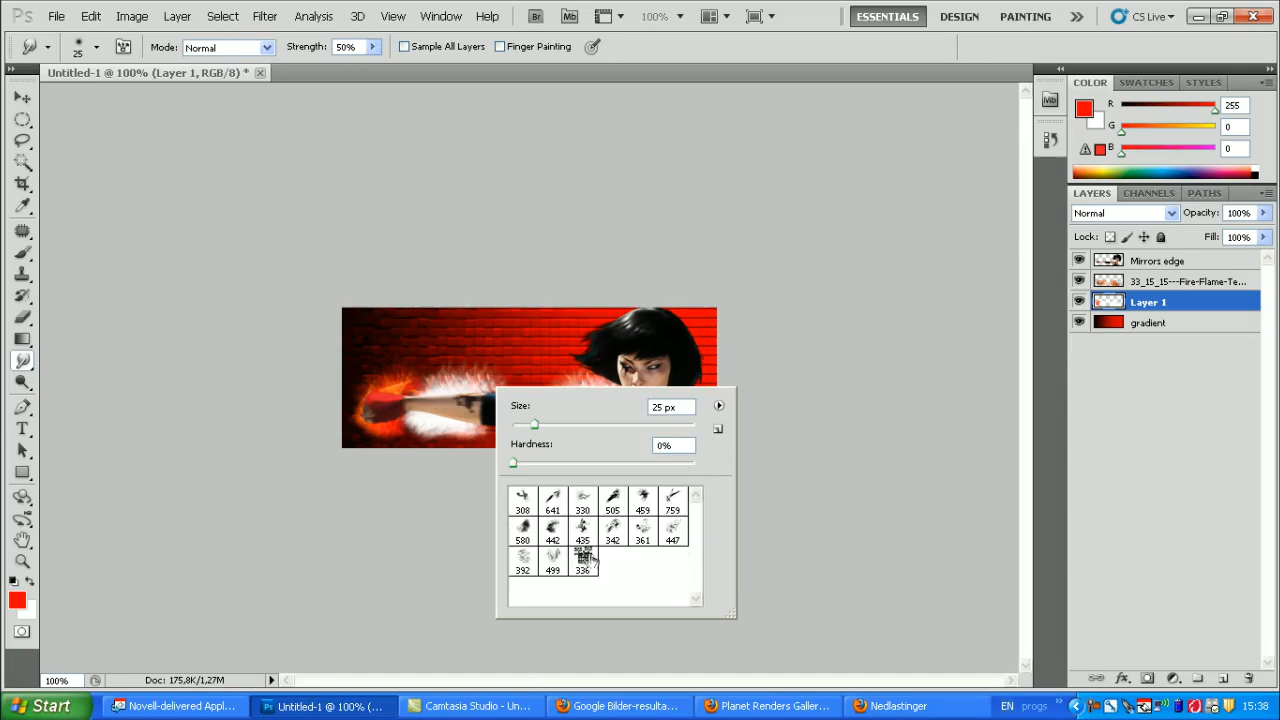 Ps File Edit Image Layer Select Filter Analysis 3D View Window Help Br Mb 100% ESSENTIALS DESIGN PAINTING CS Live
25 Mode: Normal Strength: 50% Sample All Layers Finger Painting
Untitled-1 @ 100% (Layer 1, RGB/8) *
COLOR SWATCHES STYLES
Mb
R 255
G 0
B 0
LAYERS CHANNELS PATHS
Normal Opacity: 100%
Lock: Fill: 100%
Mirrors edge
33_15_15---Fire-Flame-Te...
Layer 1
gradient
Size: 25 px
Hardness: 0%
308 641 330 505 459 759
580 442 435 342 361 447
392 499 336
T
100% Doc: 175,8K/1,27M
Start Novell-delivered Appl... Untitled-1 @ 100% (... Camtasia Studio - Un... Google Bilder-resulta... Planet Renders Galler... Nedlastinger EN progs 15:38